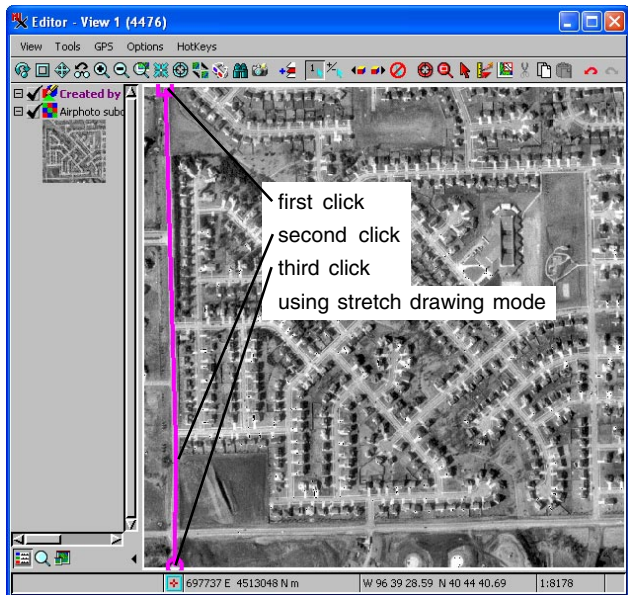 Editor - View 1 (4476)
View Tools GPS Options HotKeys
Created by
Airphoto subd
first click
second click
third click
using stretch drawing mode
697737 E 4513048 N m
W 96 39 28.59 N 40 44 40.69
1:8178